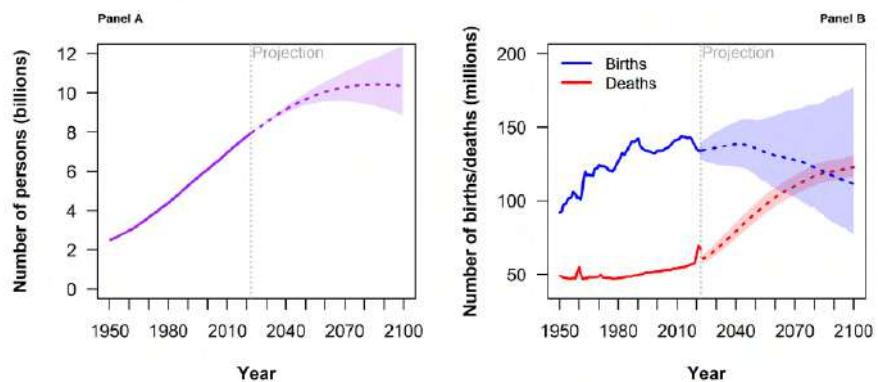 Panel A
Number of persons (billions)
12
10
8
6
4
2
0
Projection
1950 1980 2010 2040 2070 2100
Year
Panel B
Number of births/deaths (millions)
200
150
100
50
Projection
Births
Deaths
1950 1980 2010 2040 2070 2100
Year